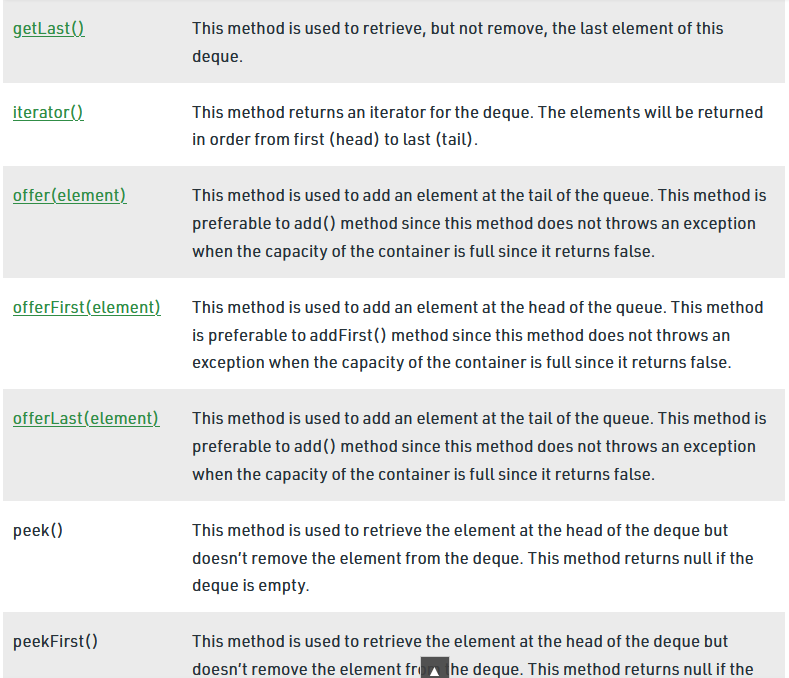 getLast() This method is used to retrieve, but not remove, the last element of this
deque.
iterator() This method returns an iterator for the deque. The elements will be returned
in order from first (head) to last (tail).
offer(element) This method is used to add an element at the tail of the queue. This method is
preferable to add() method since this method does not throws an exception
when the capacity of the container is full since it returns false.
offerFirst(element) This method is used to add an element at the head of the queue. This method
is preferable to addFirst() method since this method does not throws an
exception when the capacity of the container is full since it returns false.
offerLast(element) This method is used to add an element at the tail of the queue. This method is
preferable to add() method since this method does not throws an exception
when the capacity of the container is full since it returns false.
peek() This method is used to retrieve the element at the head of the deque but
doesn't remove the element from the deque. This method returns null if the
deque is empty.
peekFirst() This method is used to retrieve the element at the head of the deque but
doesn't remove the element from the deque. This method returns null if the